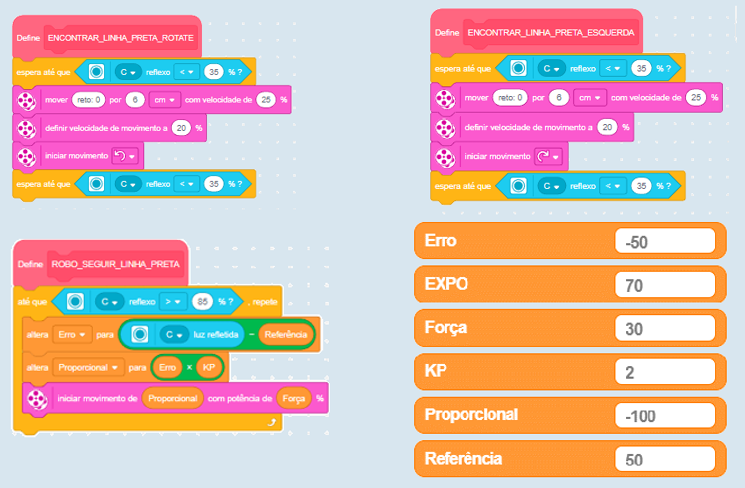 Define ENCONTRAR_LINHA_PRETA_ROTATE
espera até que C reflexo < 35 % ?
mover reto: 0 por 6 cm com velocidade de 25 %
definir velocidade de movimento a 20 %
iniciar movimento
espera até que C reflexo < 35 % ?
Define ENCONTRAR_LINHA_PRETA_ESQUERDA
espera até que C reflexo < 35 % ?
mover reto: 0 por 6 cm com velocidade de 25 %
definir velocidade de movimento a 20 %
iniciar movimento
espera até que C reflexo < 35 % ?
Define ROBO_SEGUIR_LINHA_PRETA
até que C reflexo > 85 % ? , repete
altera Erro para C luz refletida - Referência
altera Proporcional para Erro x KP
iniciar movimento de Proporcional com potência de Força %
Erro -50
EXPO 70
Força 30
KP 2
Proporcional -100
Referência 50